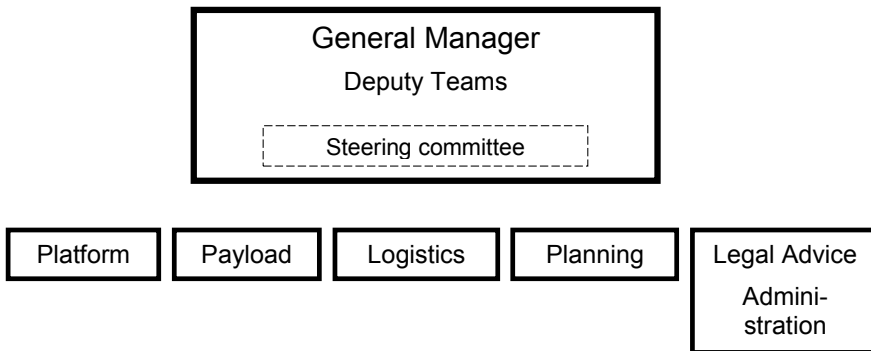 General Manager
Deputy Teams
Steering committee
Platform
Payload
Logistics
Planning
Legal Advice
Admini-
stration